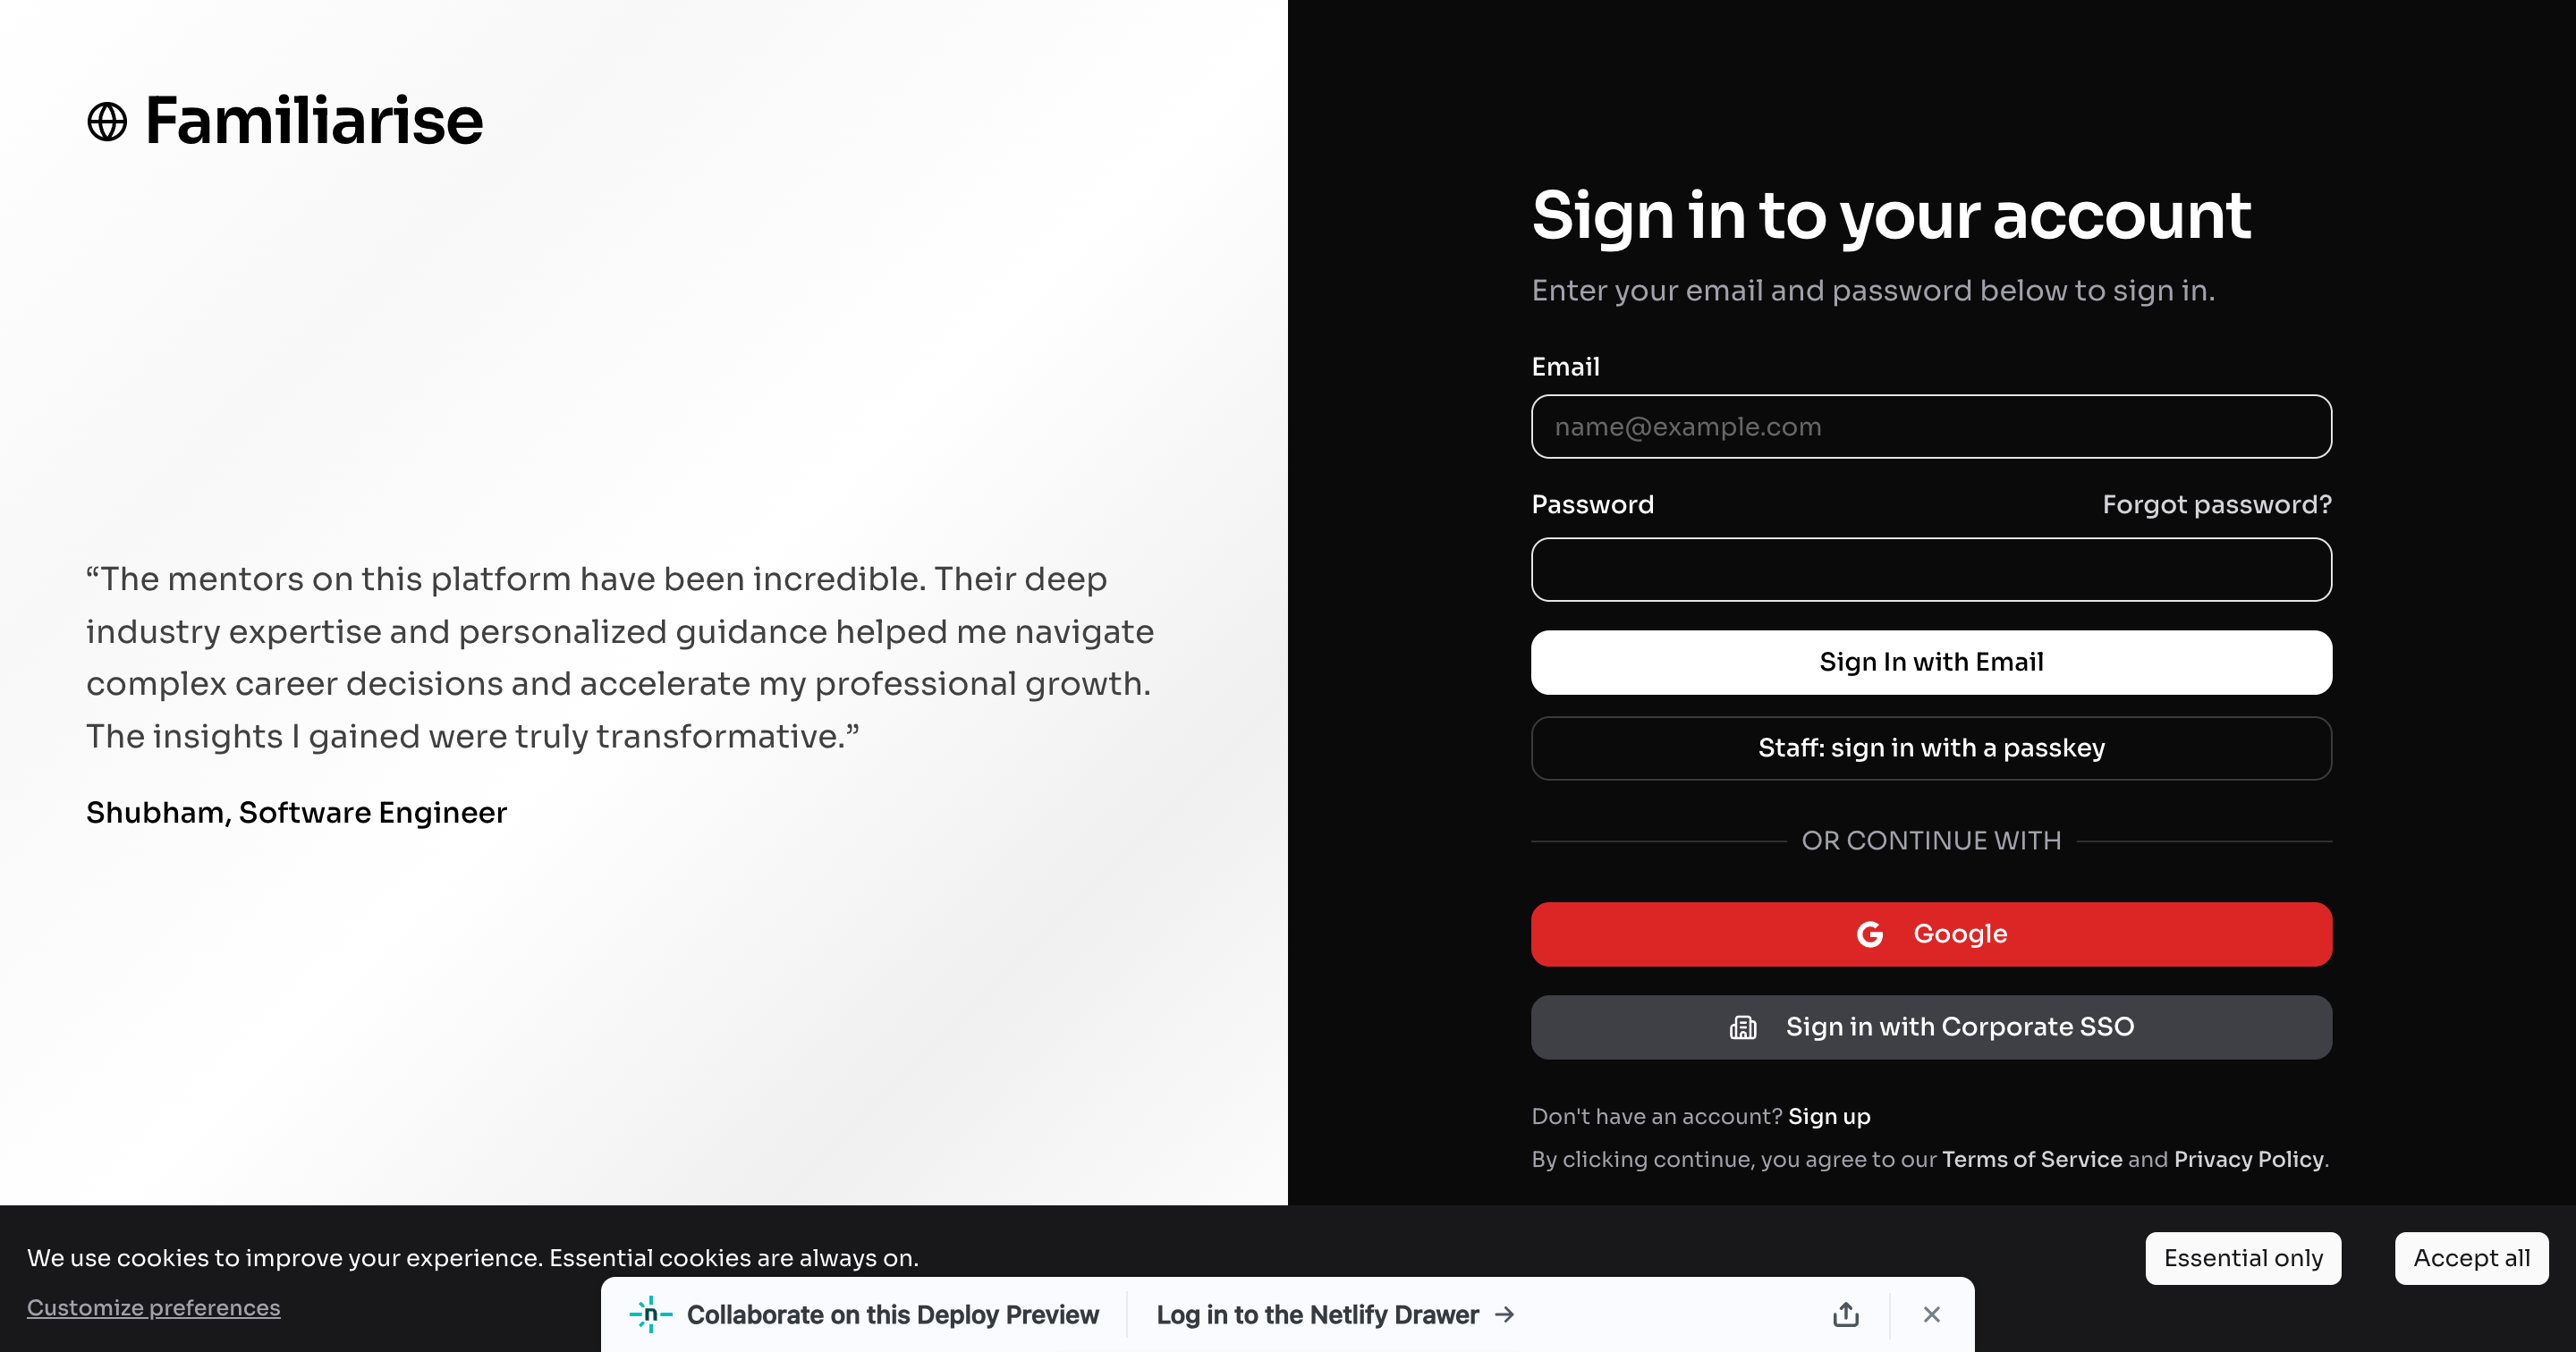 Familiarise
“The mentors on this platform have been incredible. Their deep
industry expertise and personalized guidance helped me navigate
complex career decisions and accelerate my professional growth.
The insights I gained were truly transformative.”
Shubham, Software Engineer
Sign in to your account
Enter your email and password below to sign in.
Email
name@example.com
Password
Forgot password?
Sign In with Email
Staff: sign in with a passkey
OR CONTINUE WITH
Google
Sign in with Corporate SSO
Don't have an account? Sign up
By clicking continue, you agree to our Terms of Service and Privacy Policy.
We use cookies to improve your experience. Essential cookies are always on.
Customize preferences
Essential only
Accept all
Collaborate on this Deploy Preview
Log in to the Netlify Drawer →